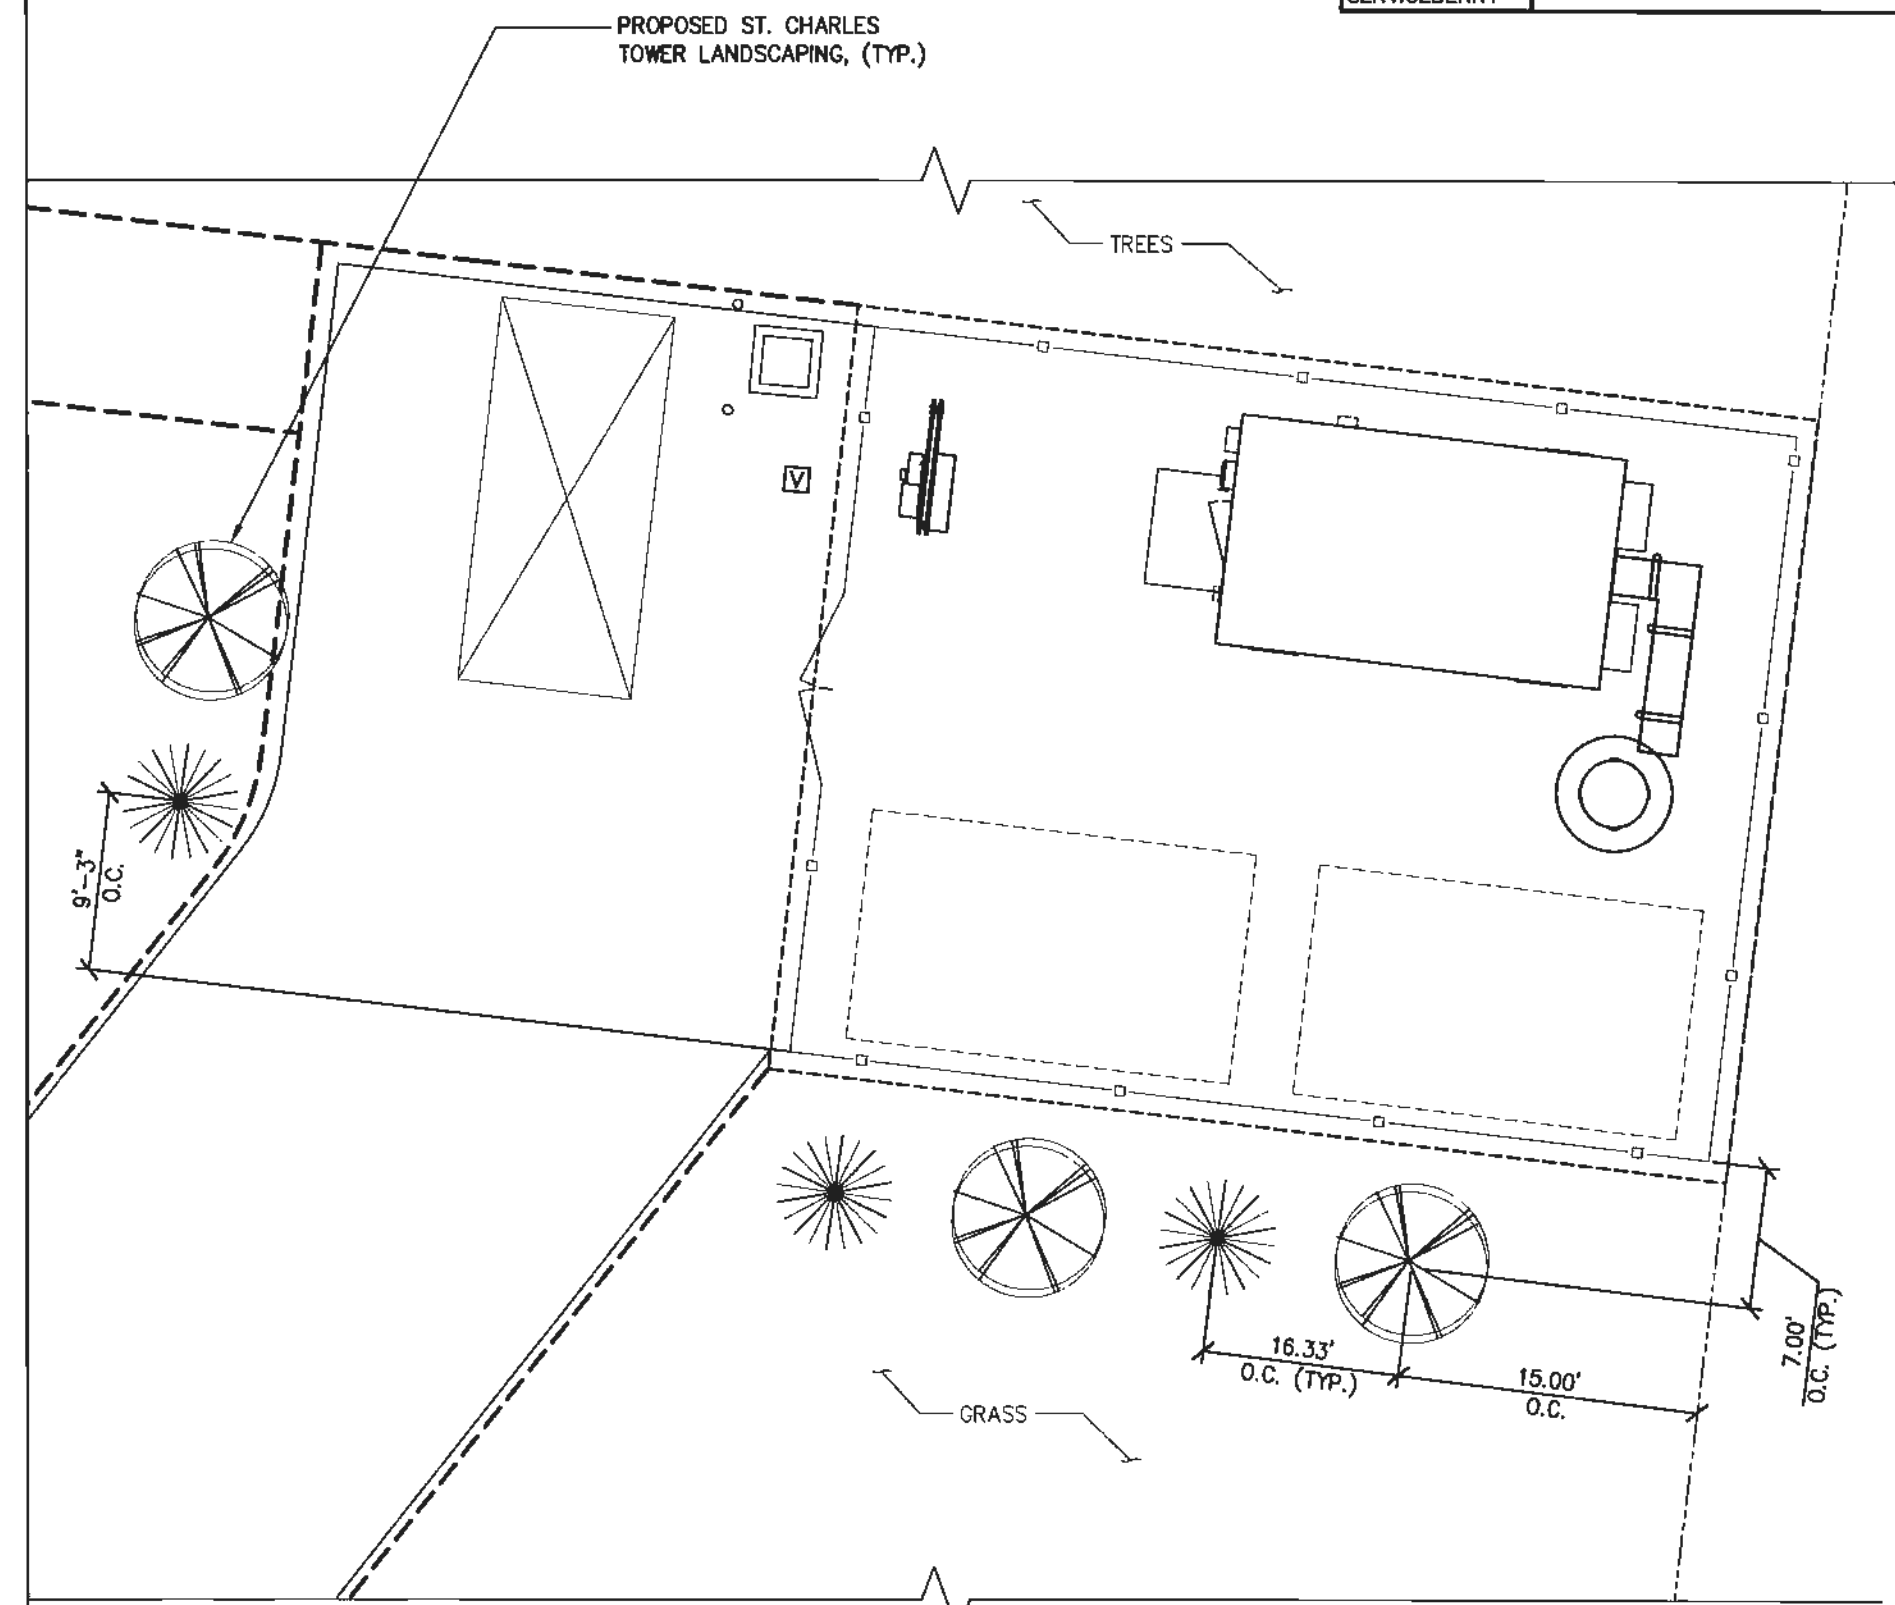 PROPOSED ST. CHARLES
TOWER LANDSCAPING, (TYP.)
TREES
V
9'-3"
O.C.
16.33'
O.C. (TYP.)
15.00'
O.C.
7.00'
O.C. (TYP.)
GRASS